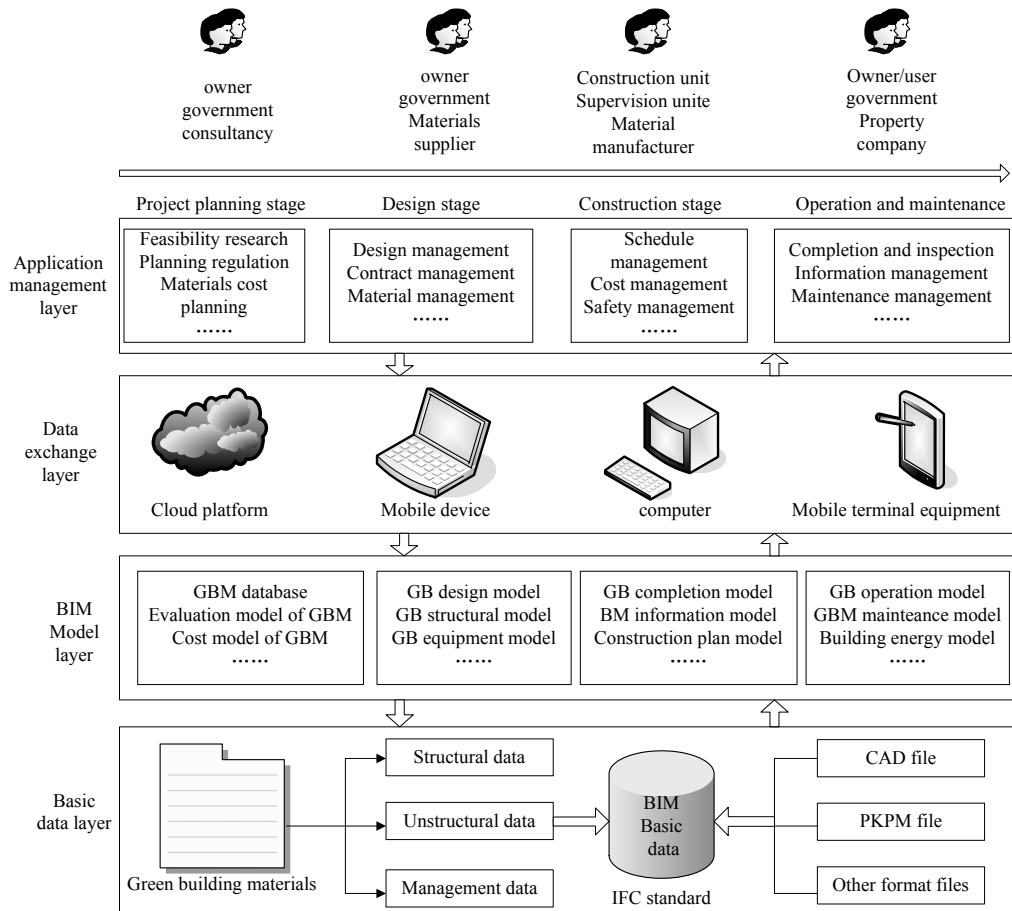 owner
government
consultancy
owner
government
Materials
supplier
Construction unit
Supervision unite
Material
manufacturer
Owner/user
government
Property
company
Project planning stage
Design stage
Construction stage
Operation and maintenance
Application
management
layer
Feasibility research
Planning regulation
Materials cost
planning
……
Design management
Contract management
Material management
……
Schedule
management
Cost management
Safety management
……
Completion and inspection
Information management
Maintenance management
……
Data
exchange
layer
Cloud platform
Mobile device
computer
Mobile terminal equipment
BIM
Model
layer
GBM database
Evaluation model of GBM
Cost model of GBM
……
GB design model
GB structural model
GB equipment model
……
GB completion model
BM information model
Construction plan model
……
GB operation model
GBM mainteance model
Building energy model
……
Basic
data layer
Green building materials
Structural data
Unstructural data
Management data
BIM
Basic
data
IFC standard
CAD file
PKPM file
Other format files